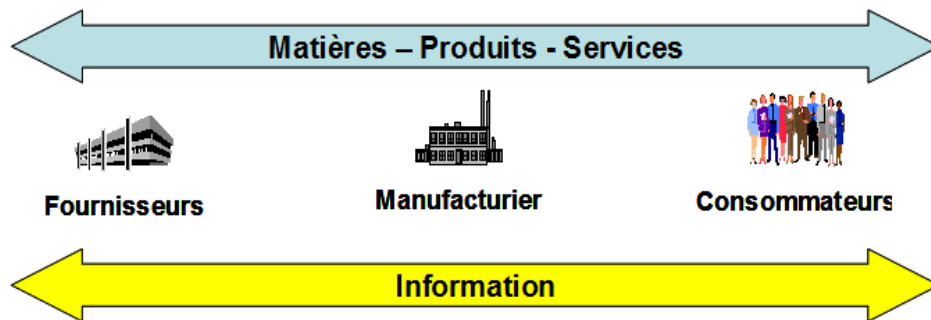 Matières – Produits - Services
Fournisseurs
Manufacturier
Consommateurs
Information